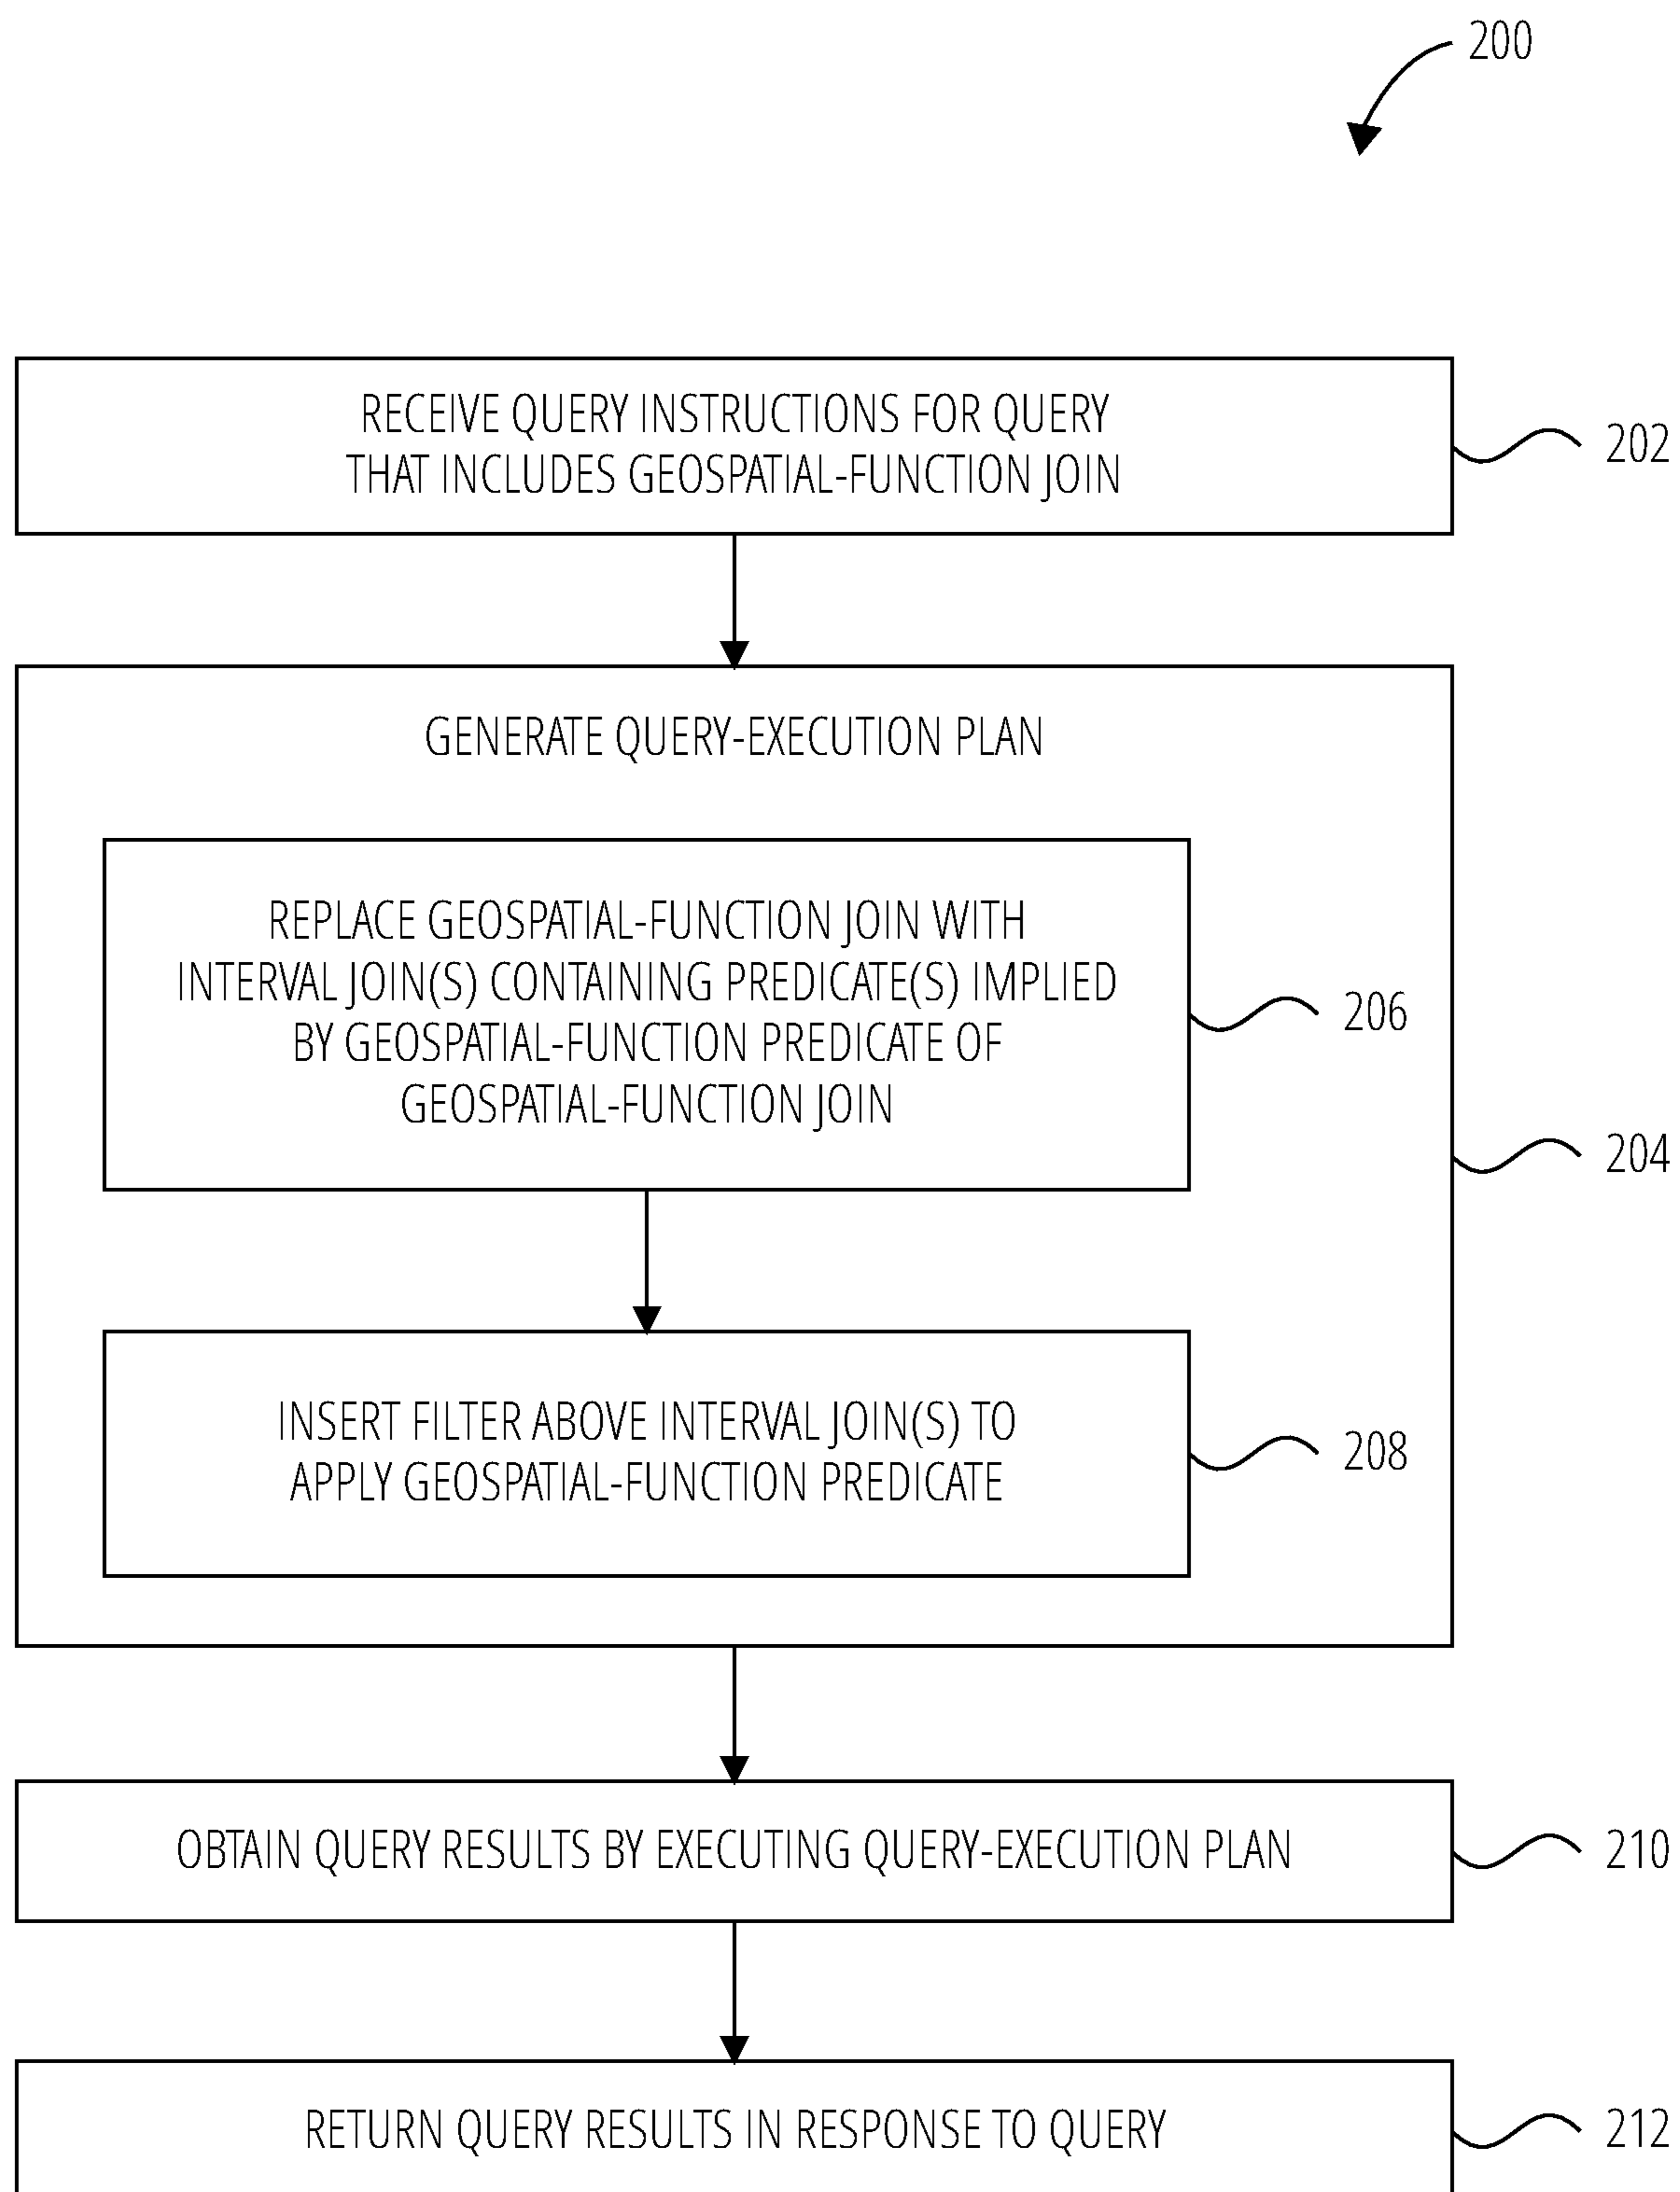 200
RECEIVE QUERY INSTRUCTIONS FOR QUERY
THAT INCLUDES GEOSPATIAL-FUNCTION JOIN
202
GENERATE QUERY-EXECUTION PLAN
REPLACE GEOSPATIAL-FUNCTION JOIN WITH
INTERVAL JOIN(S) CONTAINING PREDICATE(S) IMPLIED
BY GEOSPATIAL-FUNCTION PREDICATE OF
GEOSPATIAL-FUNCTION JOIN
206
204
INSERT FILTER ABOVE INTERVAL JOIN(S) TO
APPLY GEOSPATIAL-FUNCTION PREDICATE
208
OBTAIN QUERY RESULTS BY EXECUTING QUERY-EXECUTION PLAN
210
RETURN QUERY RESULTS IN RESPONSE TO QUERY
212